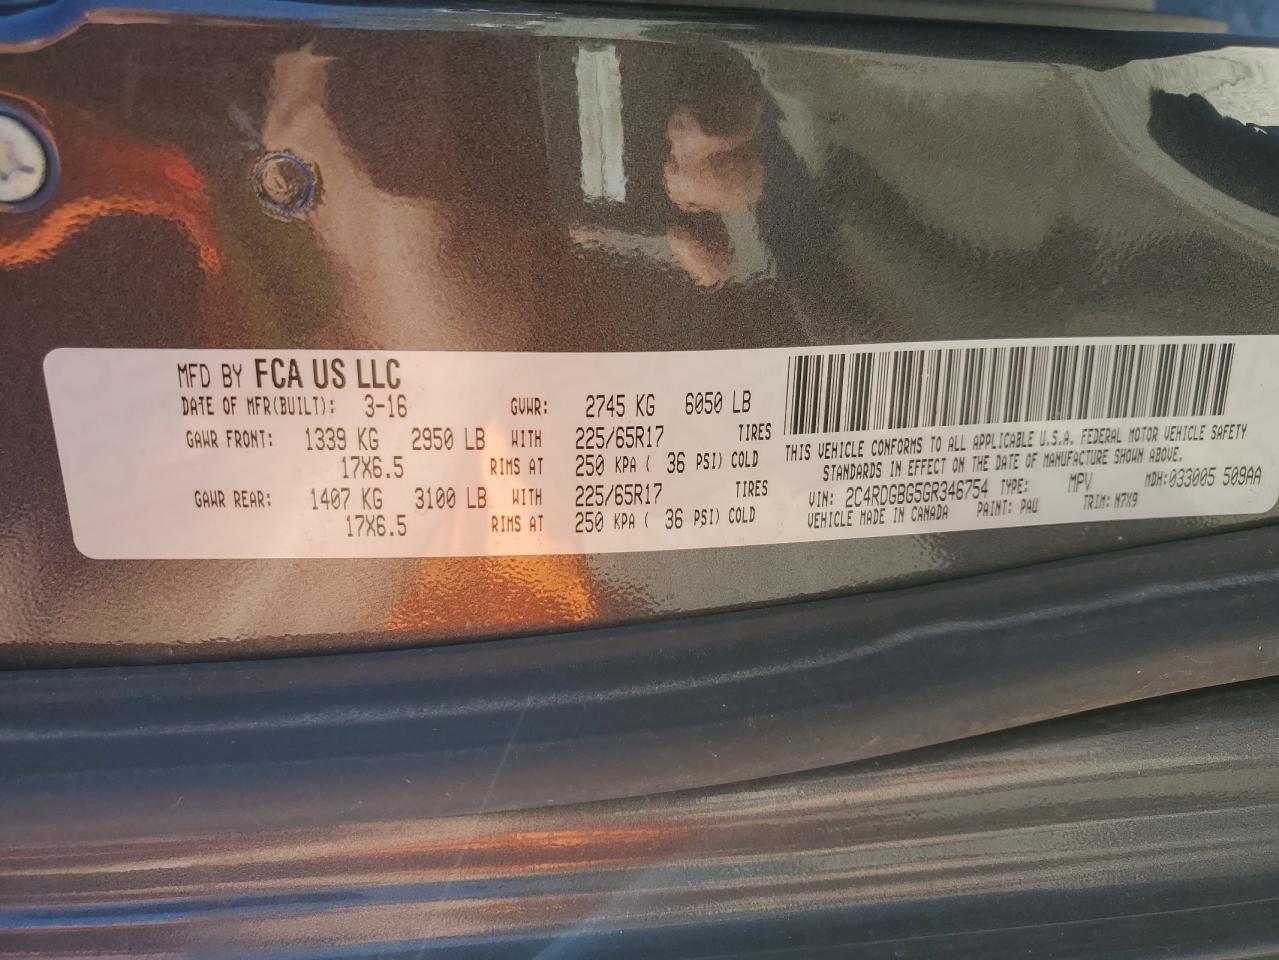 MFD BY FCA US LLC
DATE OF MFR(BUILT): 3-16 GVWR: 2745 KG 6050 LB
GAWR FRONT: 1339 KG 2950 LB WITH 225/65R17 TIRES
17X6.5 RIMS AT 250 KPA ( 36 PSI) COLD
GAWR REAR: 1407 KG 3100 LB WITH 225/65R17 TIRES
17X6.5 RIMS AT 250 KPA ( 36 PSI) COLD
THIS VEHICLE CONFORMS TO ALL APPLICABLE U.S.A. FEDERAL MOTOR VEHICLE SAFETY
STANDARDS IN EFFECT ON THE DATE OF MANUFACTURE SHOWN ABOVE.
VIN: 2C4RDGBG5GR346754 TYPE: MPV MDH:033005 509AA
VEHICLE MADE IN CANADA PAINT: PAU TRIM: M7X9